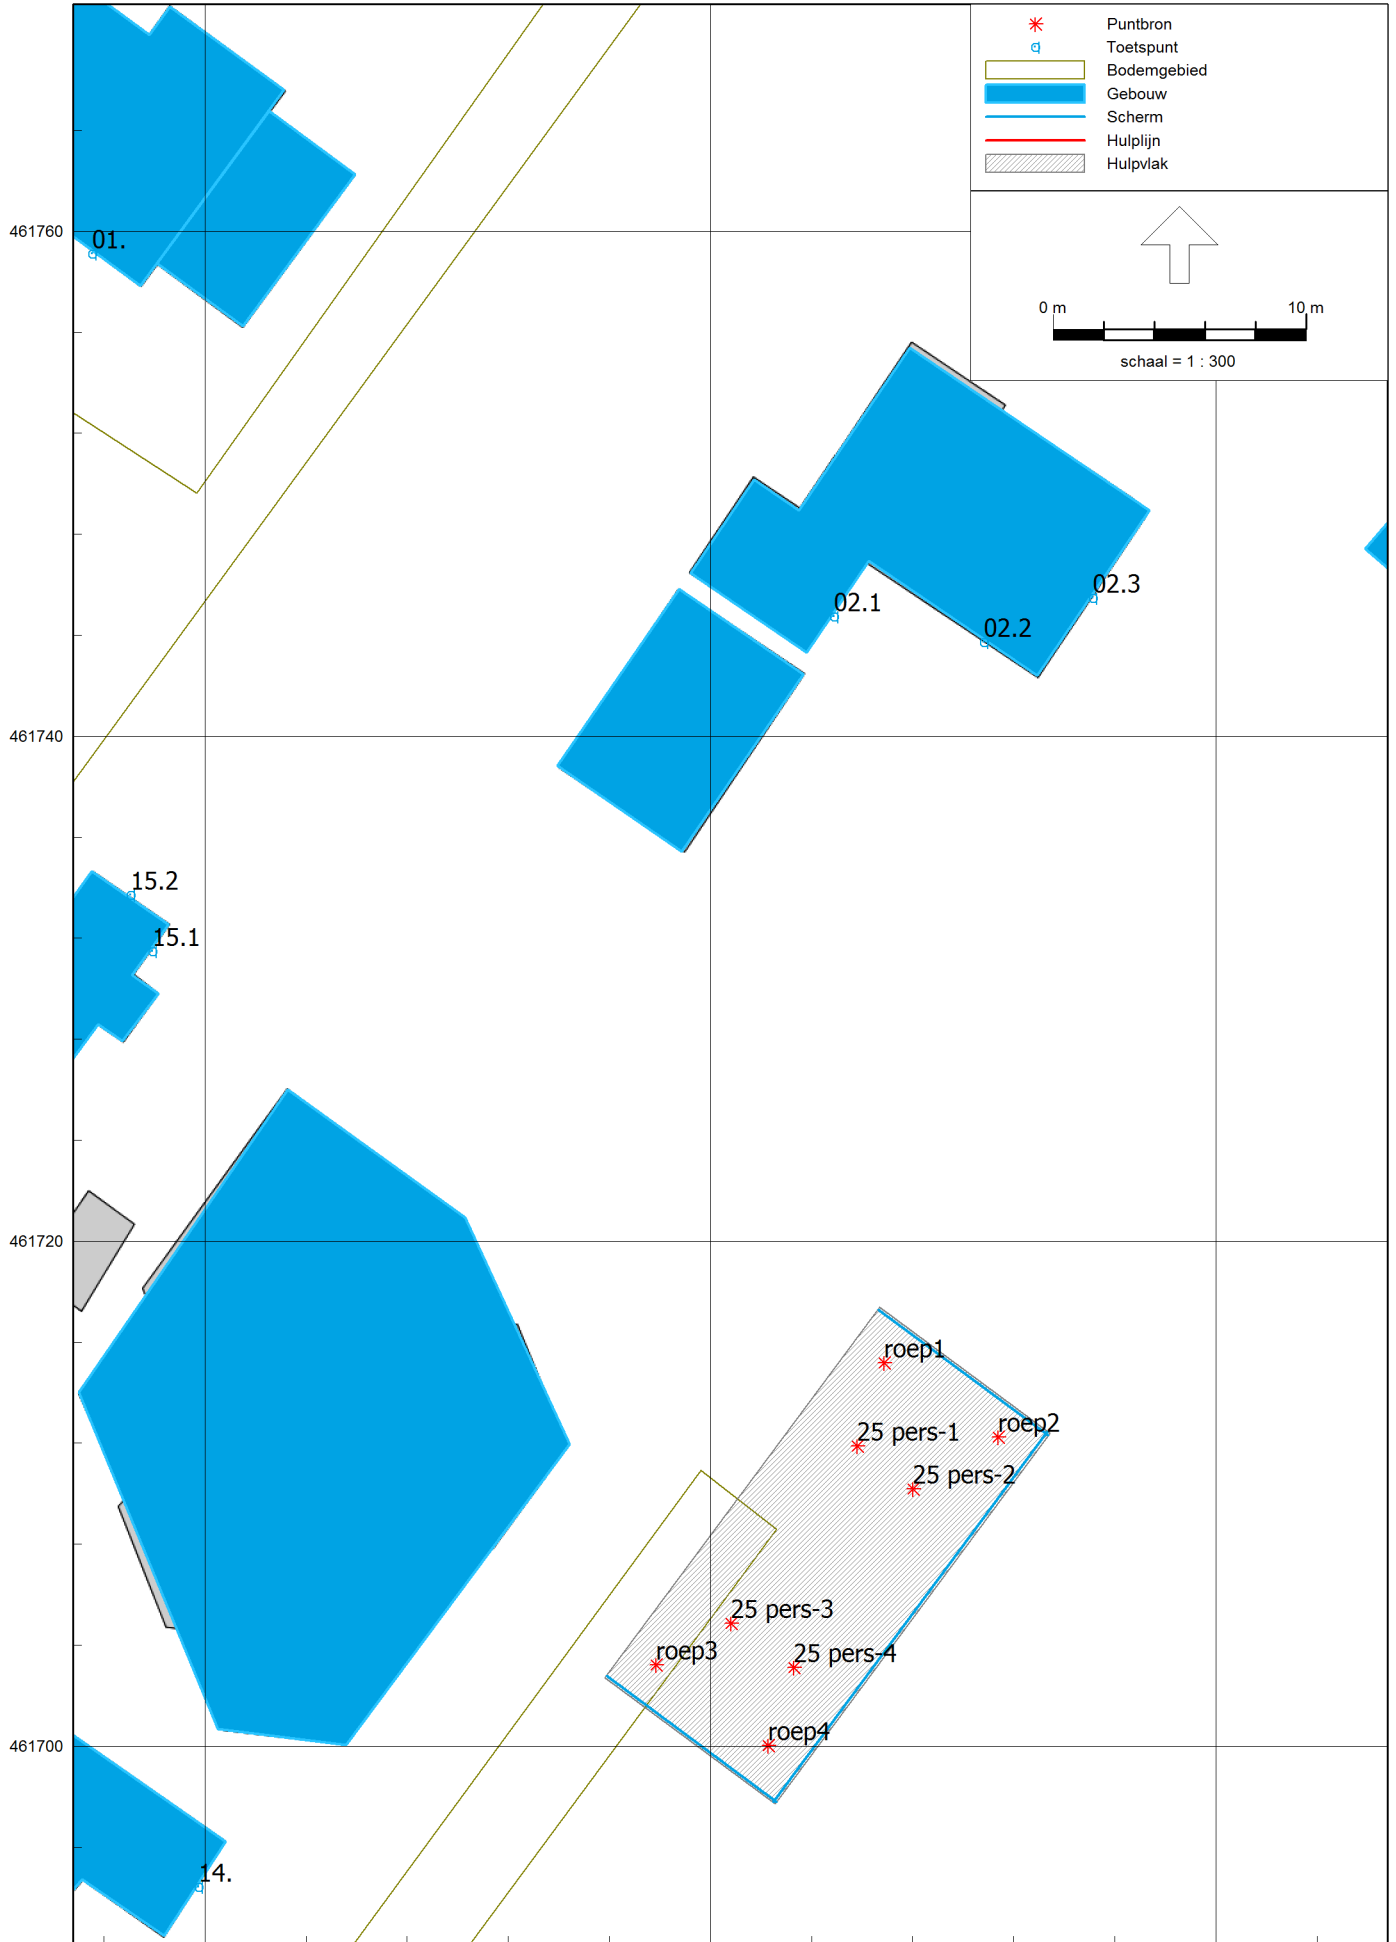 Puntbron
Toetspunt
Bodemgebied
Gebouw
Scherm
Hulplijn
Hulpvlak
0 m 10 m
schaal = 1 : 300
461760
01.
02.3
02.1
02.2
461740
15.2
15.1
461720
roep1
roep2
25 pers-1
25 pers-2
25 pers-3
roep3
25 pers-4
roep4
461700
14.